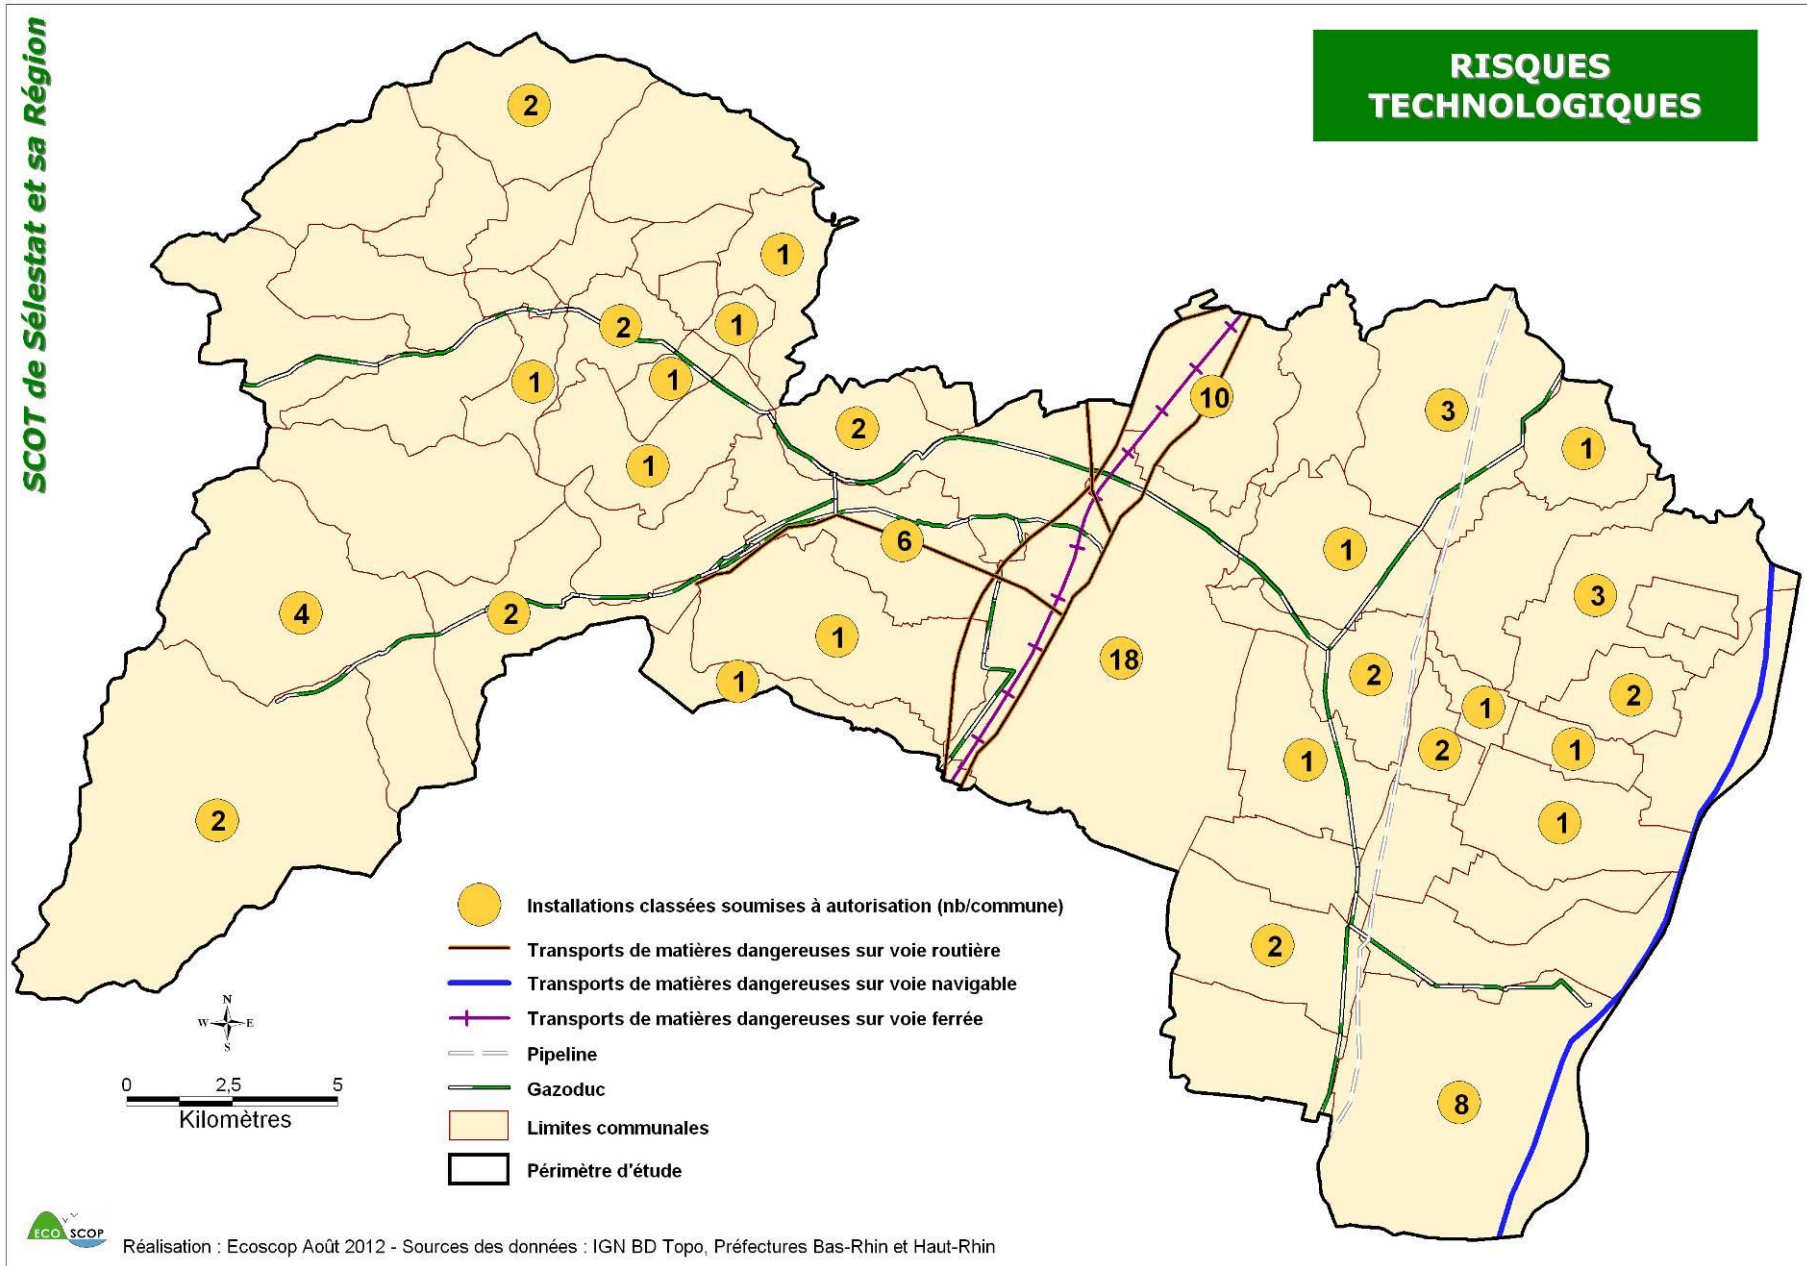 SCOT de Sélestat et sa Région
RISQUES
TECHNOLOGIQUES
2
1
1
2
1
1
1
2
10
3
1
6
1
4
2
1
1
18
3
2
2
1
2
1
1
1
2
2
8
Installations classées soumises à autorisation (nb/commune)
Transports de matières dangereuses sur voie routière
Transports de matières dangereuses sur voie navigable
Transports de matières dangereuses sur voie ferrée
Pipeline
Gazoduc
Limites communales
Périmètre d'étude
N
W E
S
0 2,5 5
Kilomètres
ECO SCOP
Réalisation : Ecoscop Août 2012 - Sources des données : IGN BD Topo, Préfectures Bas-Rhin et Haut-Rhin